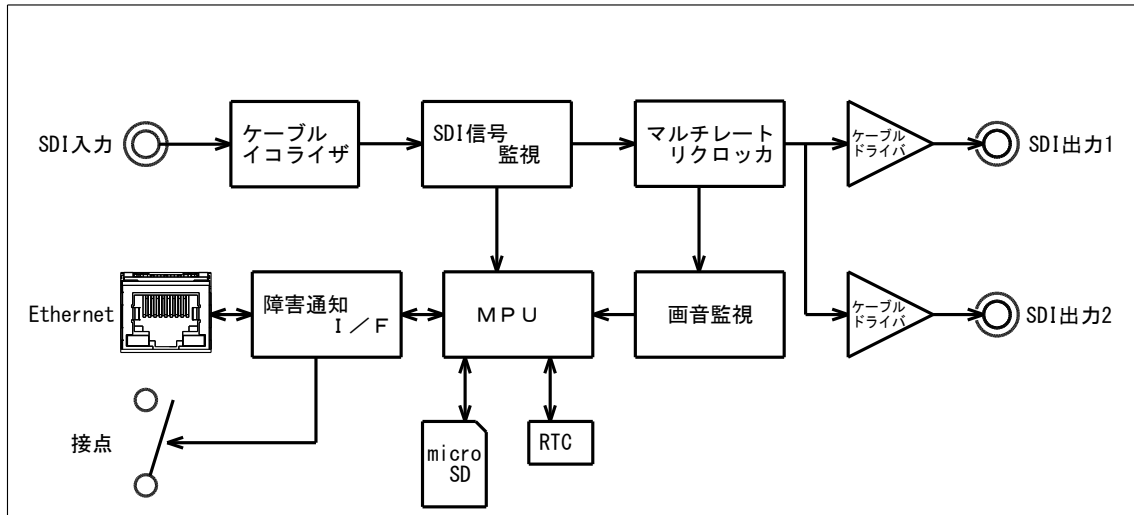 SDI入力
ケーブル
イコライザ
SDI信号
監視
マルチレート
リクロッカ
ケーブル
ドライバ
SDI出力1
Ethernet
障害通知
I／F
MPU
画音監視
ケーブル
ドライバ
SDI出力2
接点
micro
SD
RTC